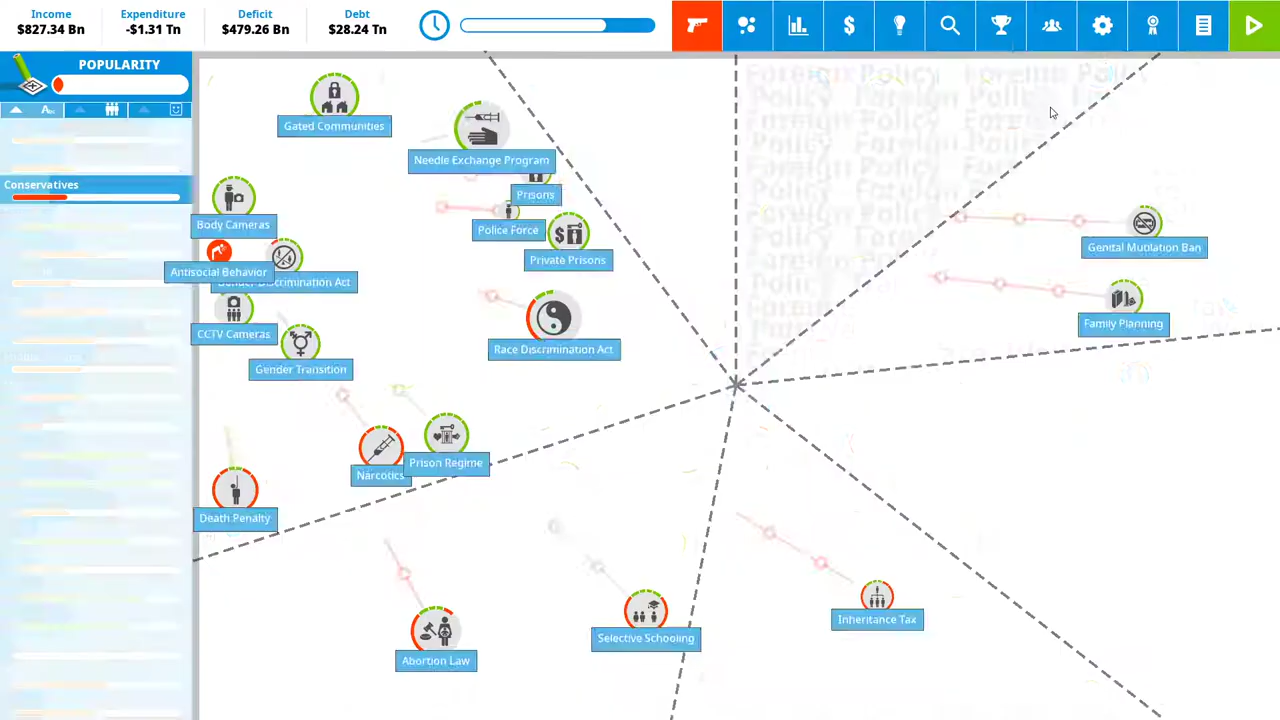 Income
$827.34 Bn
Expenditure
-$1.31 Tn
Deficit
$479.26 Bn
Debt
$28.24 Tn
POPULARITY
Conservatives
Gated Communities
Needle Exchange Program
Prisons
Body Cameras
Police Force
Private Prisons
Antisocial Behavior
Discrimination Act
CCTV Cameras
Race Discrimination Act
Gender Transition
Narcotics
Prison Regime
Death Penalty
Abortion Law
Selective Schooling
Inheritance Tax
Genital Mutilation Ban
Family Planning
Foreign Policy Foreign